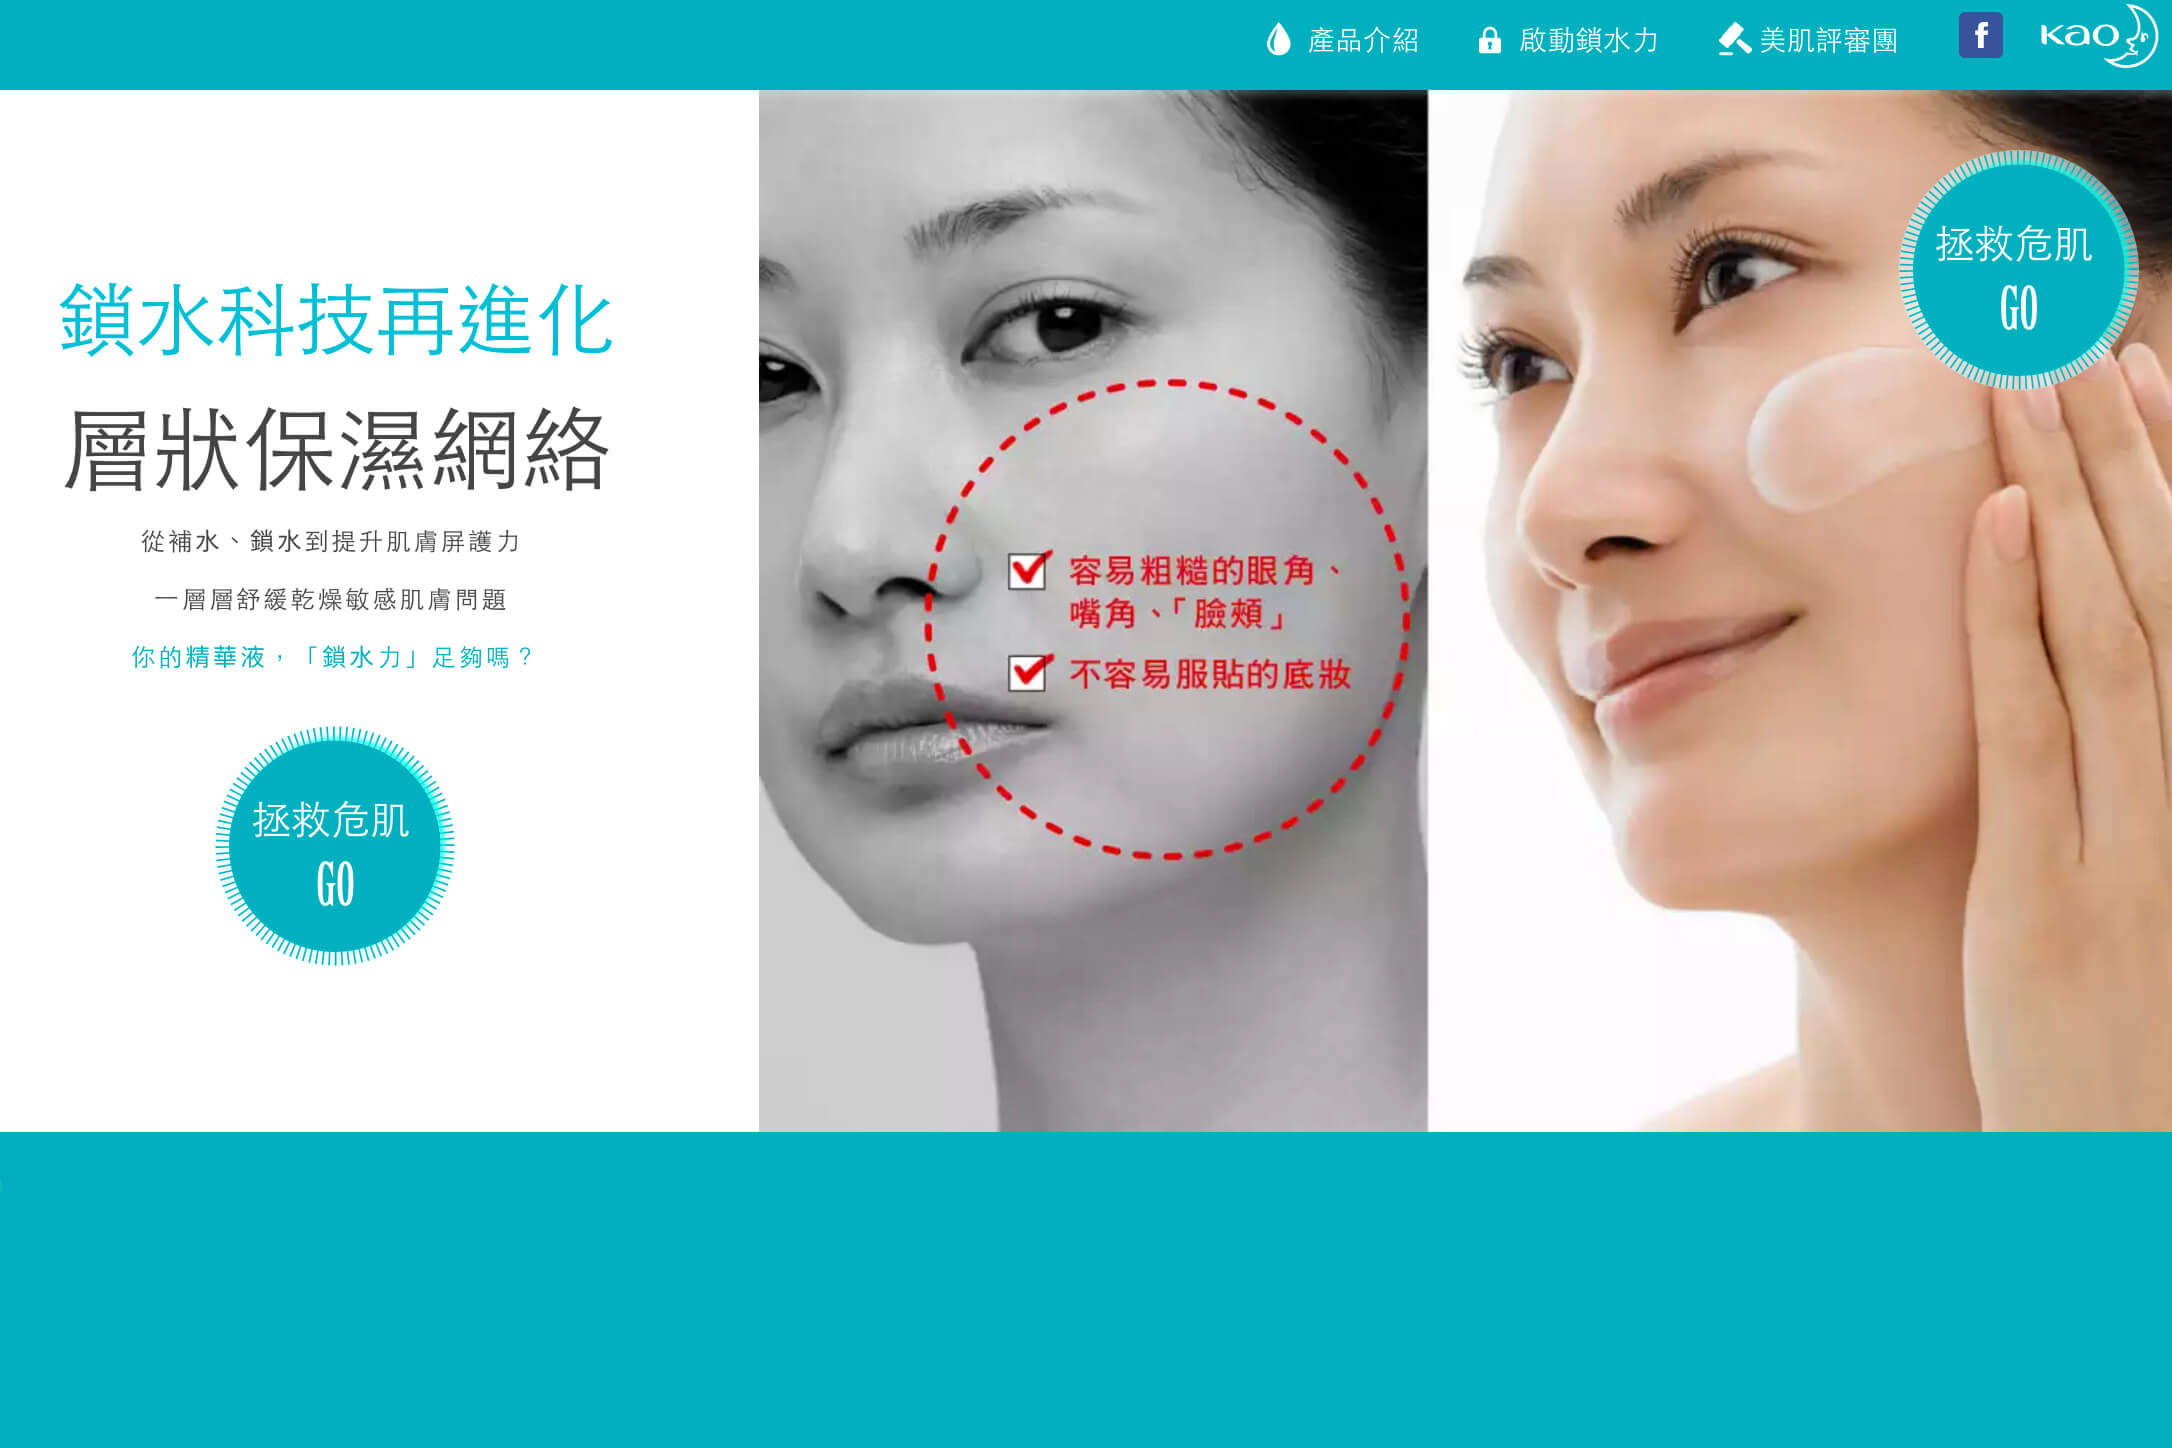 產品介紹
啟動鎖水力
美肌評審團
f
Kao
鎖水科技再進化
層狀保濕網絡
從補水、鎖水到提升肌膚屏護力
一層層舒緩乾燥敏感肌膚問題
你的精華液，「鎖水力」足夠嗎？
拯救危肌
GO
容易粗糙的眼角、
嘴角、「臉頰」
不容易服貼的底妝
拯救危肌
GO